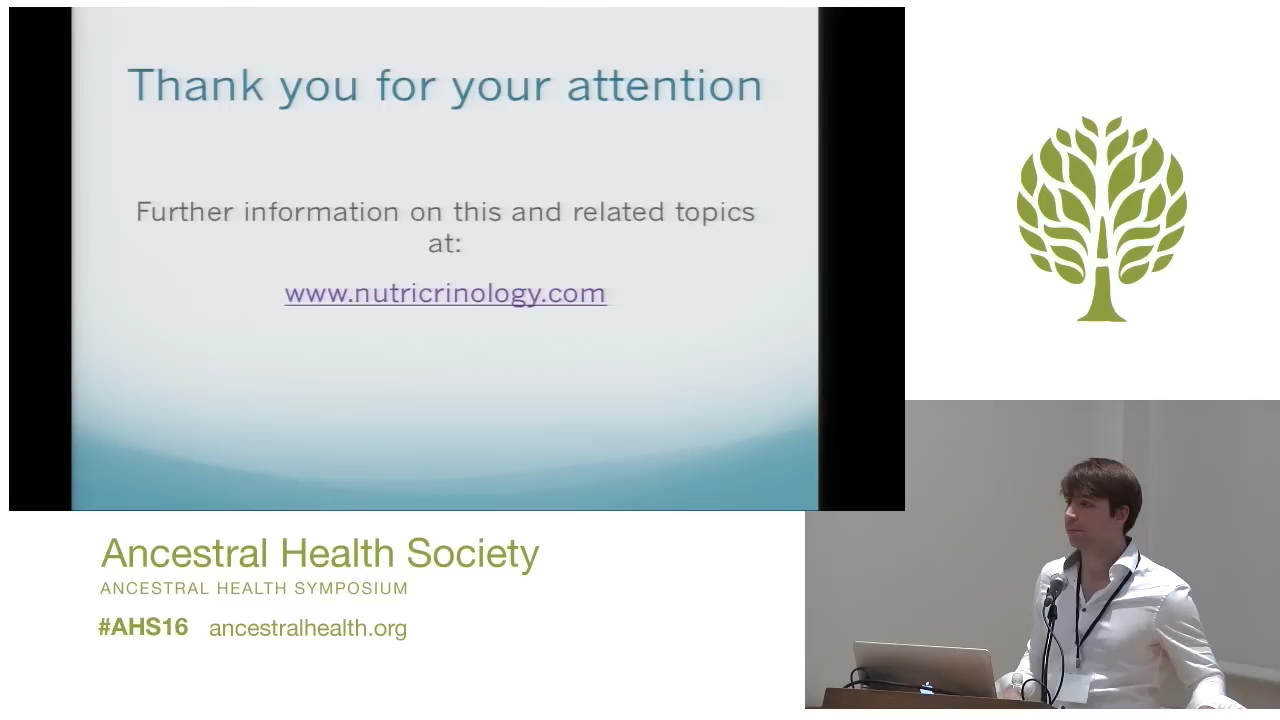 Thank you for your attention
Further information on this and related topics
at:
www.nutricrinology.com
Ancestral Health Society
ANCESTRAL HEALTH SYMPOSIUM
#AHS16 ancestralhealth.org